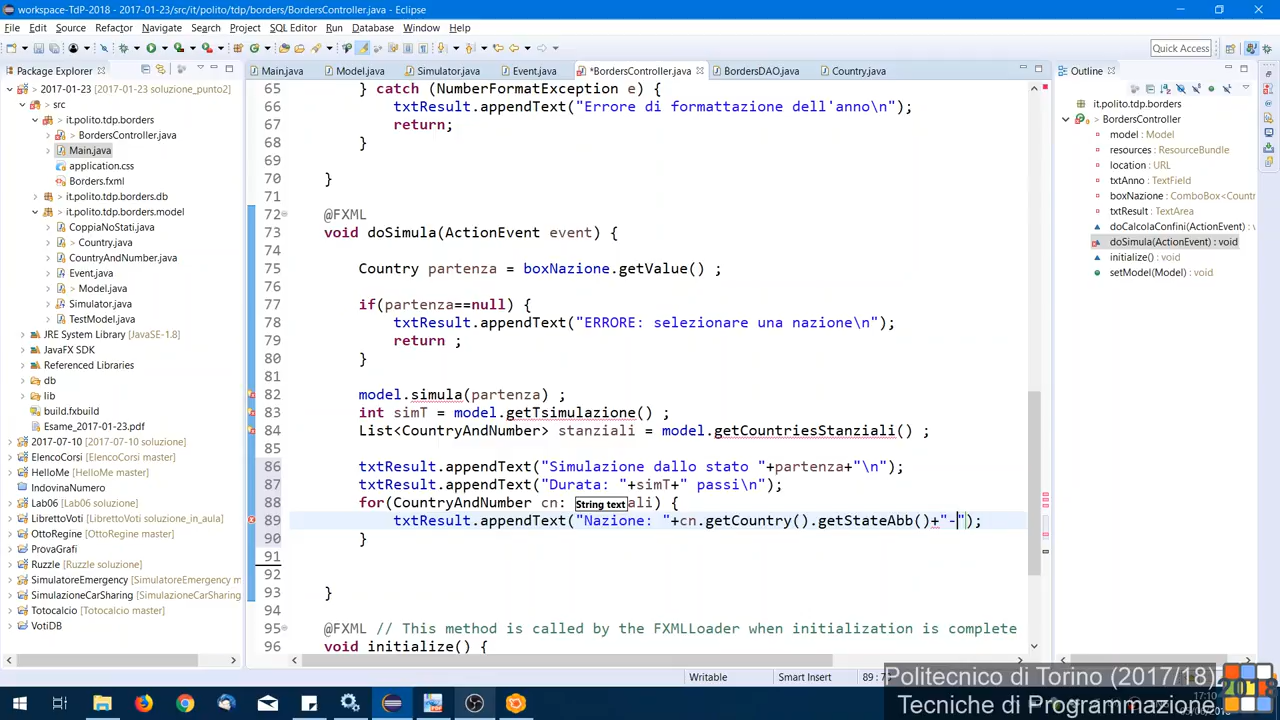 workspace-TdP-2018 - 2017-01-23/src/it/polito/tdp/borders/BordersController.java - Eclipse
File Edit Source Refactor Navigate Search Project SQL Editor Run Database Window Help
Quick Access
Package Explorer
Main.java Model.java Simulator.java Event.java *BordersController.java BordersDAO.java Country.java
Outline
2017-01-23 [2017-01-23 soluzione_punto2]
src
it.polito.tdp.borders
BordersController.java
Main.java
application.css
Borders.fxml
it.polito.tdp.borders.db
it.polito.tdp.borders.model
CoppiaNoStati.java
Country.java
CountryAndNumber.java
Event.java
Model.java
Simulator.java
TestModel.java
JRE System Library [JavaSE-1.8]
JavaFX SDK
Referenced Libraries
db
lib
build.fxbuild
Esame_2017-01-23.pdf
2017-07-10 [2017-07-10 soluzione]
ElencoCorsi [ElencoCorsi master]
HelloMe [HelloMe master]
IndovinaNumero
Lab06 [Lab06 soluzione]
LibrettoVoti [LibrettoVoti soluzione_in_aula]
OttoRegine [OttoRegine master]
ProvaGrafi
Ruzzle [Ruzzle soluzione]
SimulatoreEmergency [SimulatoreEmergency m
SimulazioneCarSharing [SimulazioneCarSharing
Totocalcio [Totocalcio master]
VotiDB
65 } catch (NumberFormatException e) {
66 txtResult.appendText("Errore di formattazione dell'anno\n");
67 return;
68 }
69
70 }
71
72 @FXML
73 void doSimula(ActionEvent event) {
74
75 Country partenza = boxNazione.getValue() ;
76
77 if(partenza==null) {
78 txtResult.appendText("ERRORE: selezionare una nazione\n");
79 return ;
80 }
81
82 model.simula(partenza) ;
83 int simT = model.getTsimulazione() ;
84 List<CountryAndNumber> stanziali = model.getCountriesStanziali() ;
85
86 txtResult.appendText("Simulazione dallo stato "+partenza+"\n");
87 txtResult.appendText("Durata: "+simT+" passi\n");
88 for(CountryAndNumber cn: String text ali) {
89 txtResult.appendText("Nazione: "+cn.getCountry().getStateAbb()+"-");
90 }
91
92
93 }
94
95 @FXML // This method is called by the FXMLLoader when initialization is complete
96 void initialize() {
it.polito.tdp.borders
BordersController
model : Model
resources : ResourceBundle
location : URL
txtAnno : TextField
boxNazione : ComboBox<Countr
txtResult : TextArea
doCalcolaConfini(ActionEvent) : v
doSimula(ActionEvent) : void
initialize() : void
setModel(Model) : void
Writable Smart Insert 89 : 7
Politecnico di Torino (2017/18)
Tecniche di Programmazione
2018
17:10